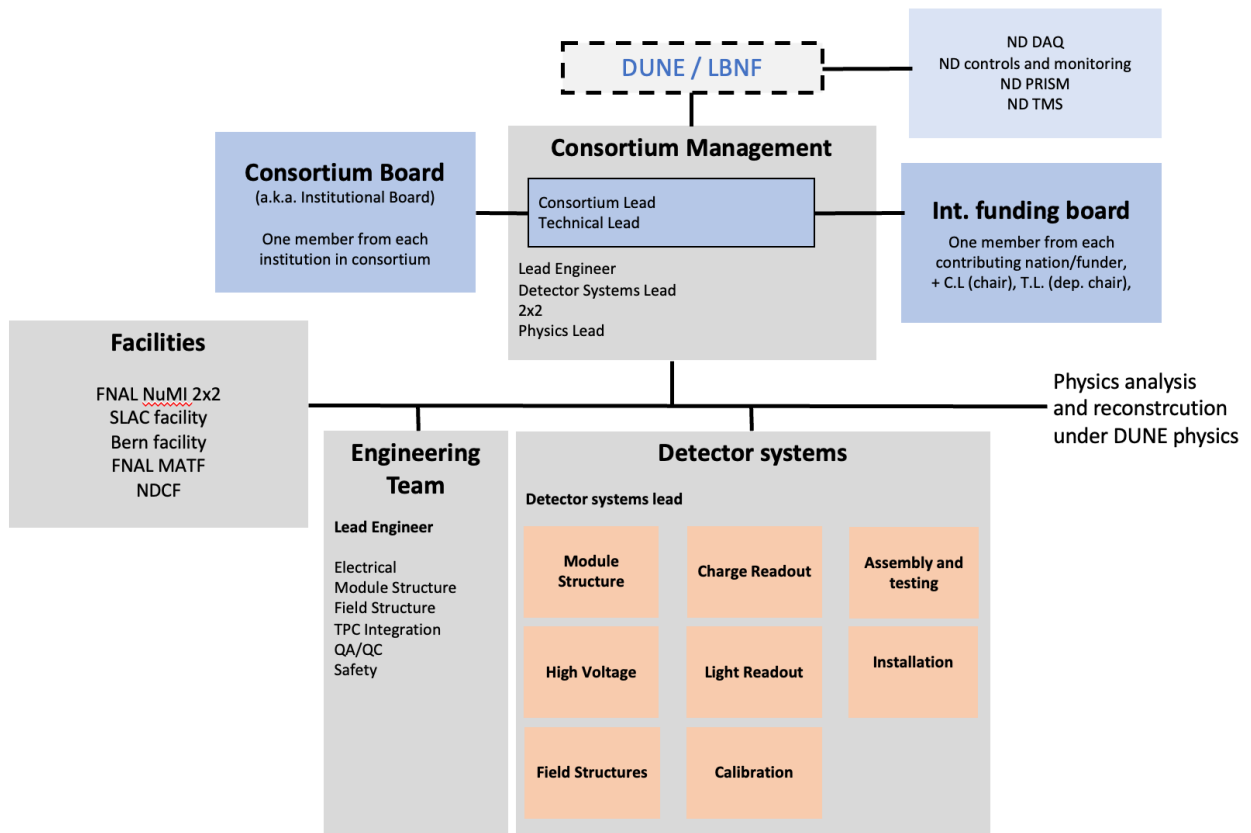 DUNE / LBNF
ND DAQ
ND controls and monitoring
ND PRISM
ND TMS
Consortium Management
Consortium Lead
Technical Lead
Lead Engineer
Detector Systems Lead
2x2
Physics Lead
Consortium Board
(a.k.a. Institutional Board)
One member from each
institution in consortium
Int. funding board
One member from each
contributing nation/funder,
+ C.L (chair), T.L. (dep. chair),
Facilities
FNAL NuMI 2x2
SLAC facility
Bern facility
FNAL MATF
NDCF
Physics analysis
and reconstrcution
under DUNE physics
Engineering
Team
Lead Engineer
Electrical
Module Structure
Field Structure
TPC Integration
QA/QC
Safety
Detector systems
Detector systems lead
Module
Structure
Charge Readout
Assembly and
testing
High Voltage
Light Readout
Installation
Field Structures
Calibration